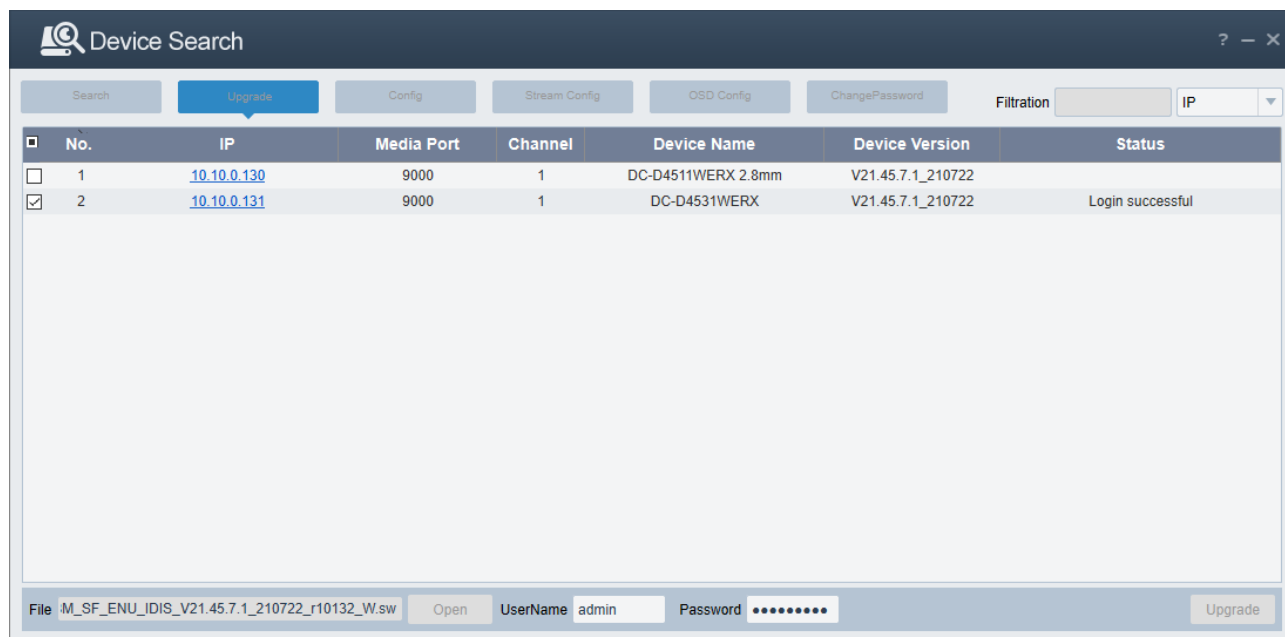 Device Search
? – ×
Search Upgrade Config Stream Config OSD Config ChangePassword Filtration IP
No. IP Media Port Channel Device Name Device Version Status
1 10.10.0.130 9000 1 DC-D4511WERX 2.8mm V21.45.7.1_210722
2 10.10.0.131 9000 1 DC-D4531WERX V21.45.7.1_210722 Login successful
File M_SF_ENU_IDIS_V21.45.7.1_210722_r10132_W.sw Open UserName admin Password ●●●●●●●●● Upgrade